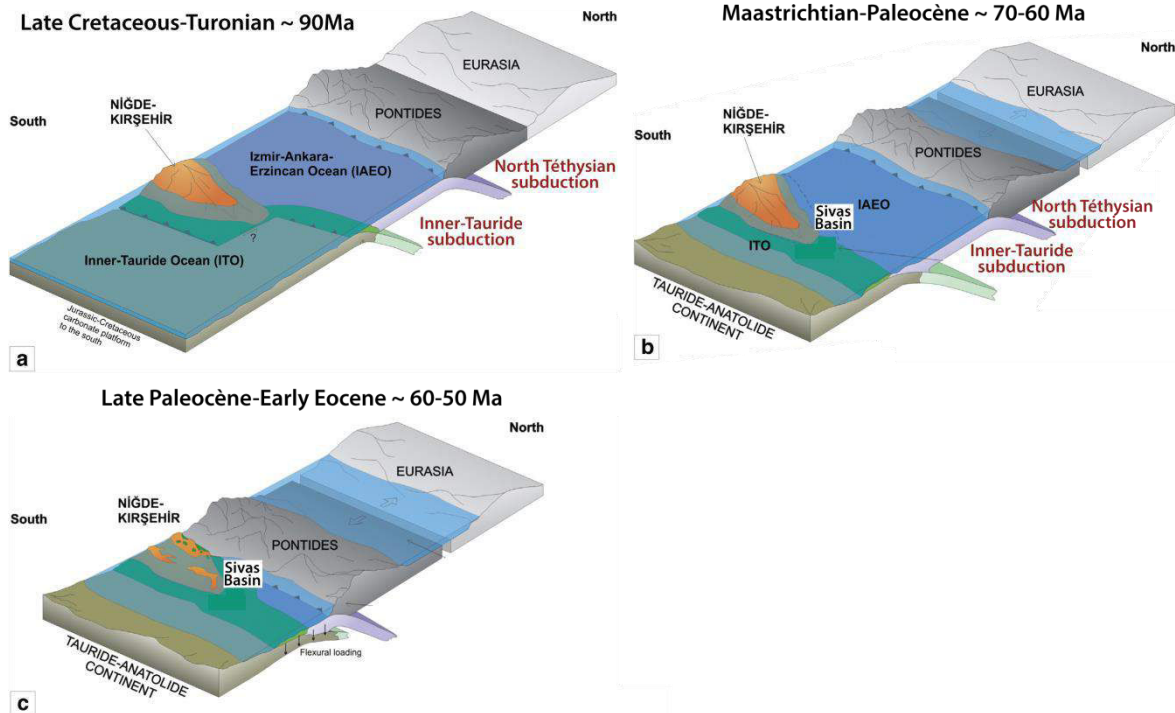 Late Cretaceous-Turonian ~ 90Ma
North
EURASIA
PONTIDES
NİĞDE-
KIRŞEHİR
South
Izmir-Ankara-
Erzincan Ocean (IAEO)
North Téthysian
subduction
Inner-Tauride
subduction
?
Inner-Tauride Ocean (ITO)
Jurassic-Cretaceous
carbonate platform
to the south
a
Maastrichtian-Paleocène ~ 70-60 Ma
North
EURASIA
South
NİĞDE-
KIRŞEHİR
PONTIDES
IAEO
Sivas
Basin
North Téthysian
subduction
ITO
Inner-Tauride
subduction
TAURIDE-ANATOLIDE
CONTINENT
b
Late Paleocène-Early Eocene ~ 60-50 Ma
North
EURASIA
NİĞDE-
KIRŞEHİR
South
PONTIDES
Sivas
Basin
Flexural loading
TAURIDE-ANATOLIDE
CONTINENT
c